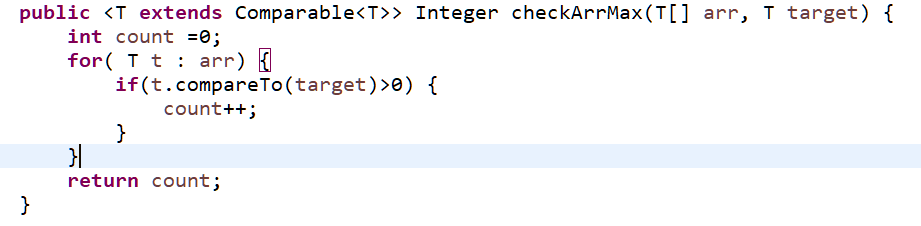 public <T extends Comparable<T>> Integer checkArrMax(T[] arr, T target) {
    int count =0;
    for( T t : arr) {
        if(t.compareTo(target)>0) {
            count++;
        }
    }
    return count;
}